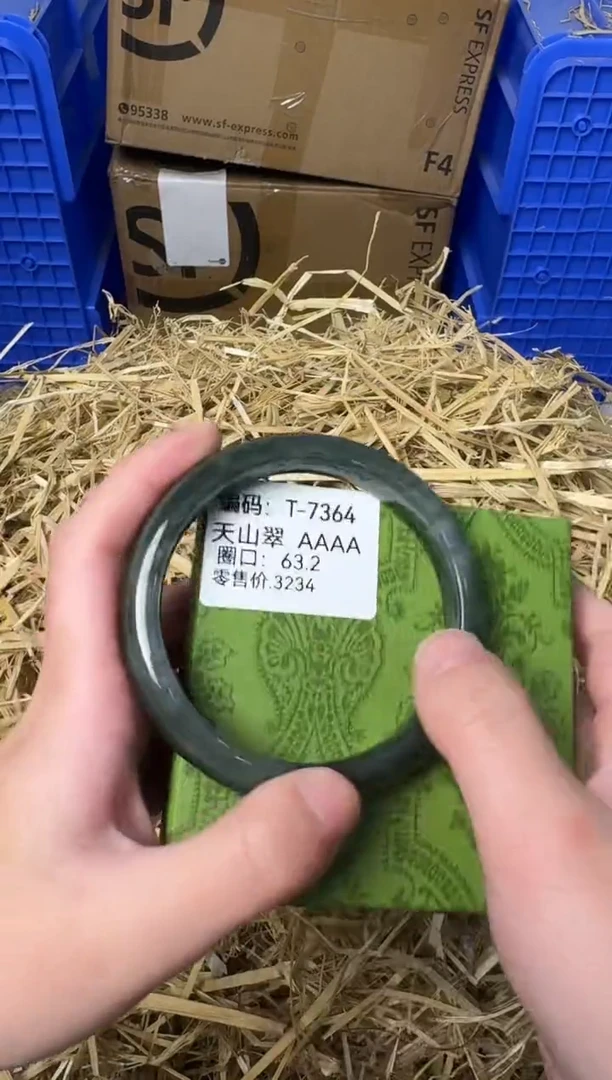 SF
SF EXPRESS
95338 www.sf-express.com
F4
SF EXP
编码: T-7364
天山翠 AAAA
圈口: 63.2
零售价.3234